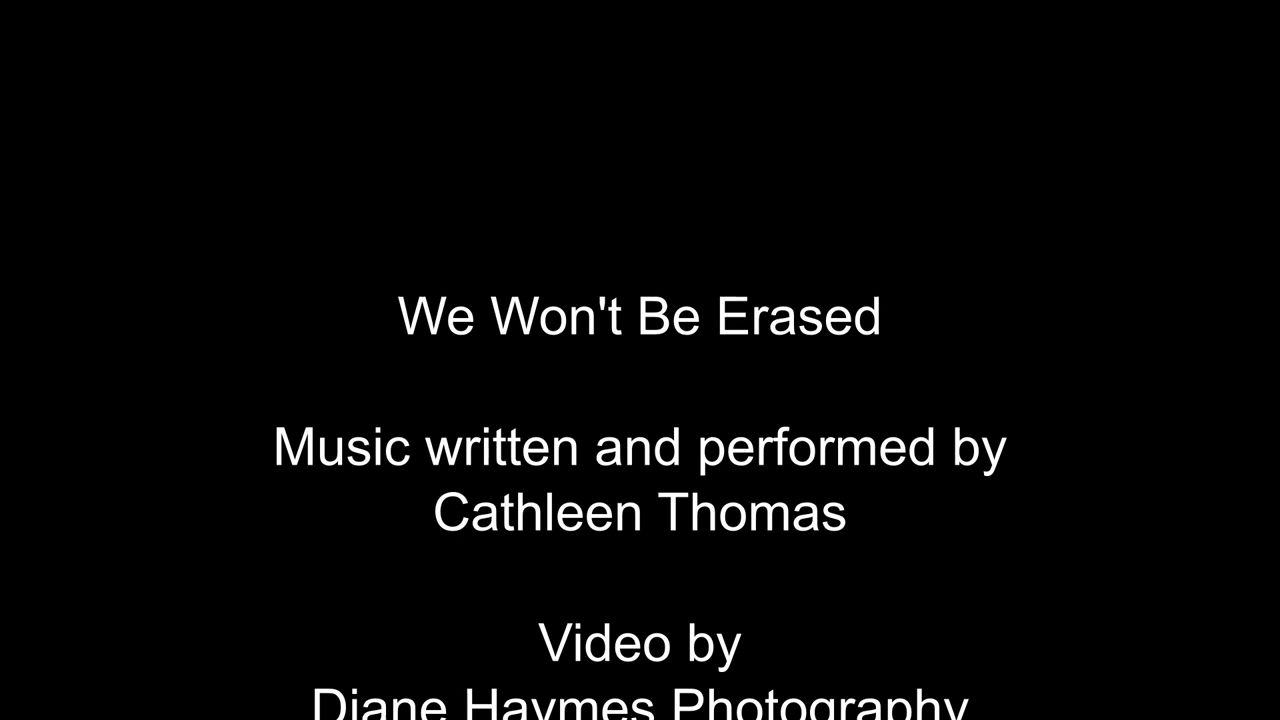 We Won't Be Erased
Music written and performed by
Cathleen Thomas
Video by
Diane Haymes Photography